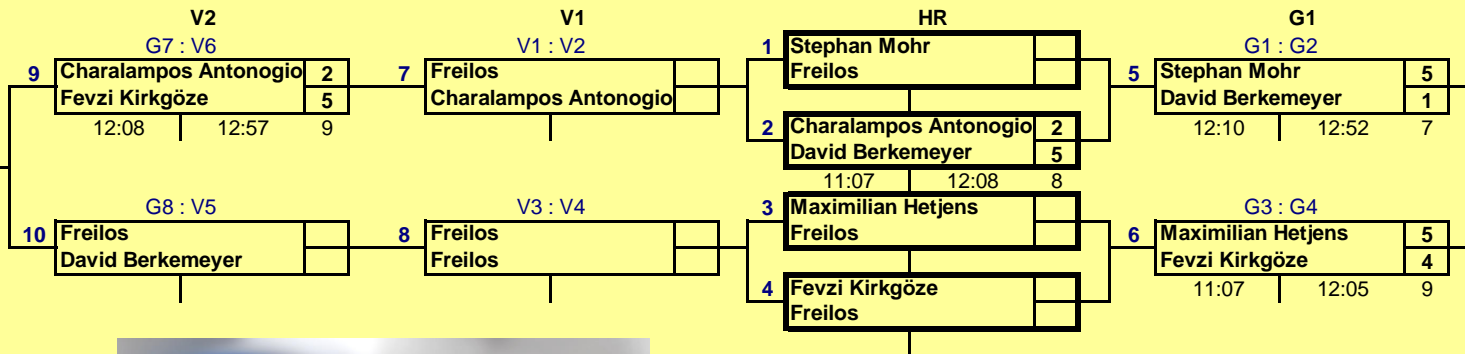 V2 V1 HR G1
G7 : V6 V1 : V2 G1 : G2
1 Stephan Mohr
Freilos
9 Charalampos Antonogio 2
Fevzi Kirkgöze 5
12:08 12:57 9
7 Freilos
Charalampos Antonogio
5 Stephan Mohr 5
David Berkemeyer 1
12:10 12:52 7
2 Charalampos Antonogio 2
David Berkemeyer 5
11:07 12:08 8
G8 : V5 V3 : V4 G3 : G4
3 Maximilian Hetjens
Freilos
10 Freilos
David Berkemeyer
8 Freilos
Freilos
6 Maximilian Hetjens 5
Fevzi Kirkgöze 4
11:07 12:05 9
4 Fevzi Kirkgöze
Freilos